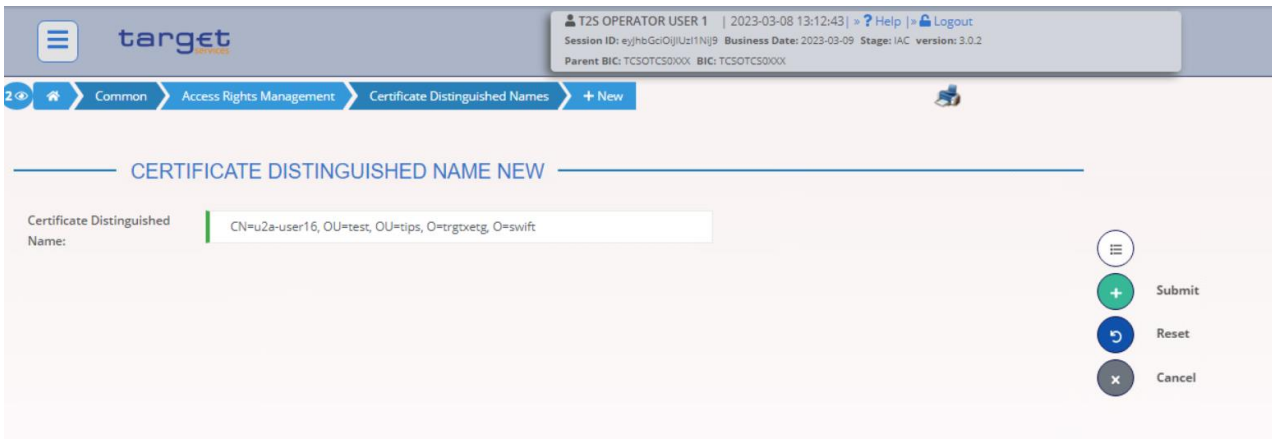 T2S OPERATOR USER 1 | 2023-03-08 13:12:43| » ? Help |» Logout
target
services
Session ID: eyJhbGciOiJIUzI1NiJ9 Business Date: 2023-03-09 Stage: IAC version: 3.0.2
Parent BIC: TCSOTCS0XXX BIC: TCSOTCS0XXX
2 Common Access Rights Management Certificate Distinguished Names + New
CERTIFICATE DISTINGUISHED NAME NEW
Certificate Distinguished
Name:
CN=u2a-user16, OU=test, OU=tips, O=trgtxetg, O=swift
Submit
Reset
Cancel